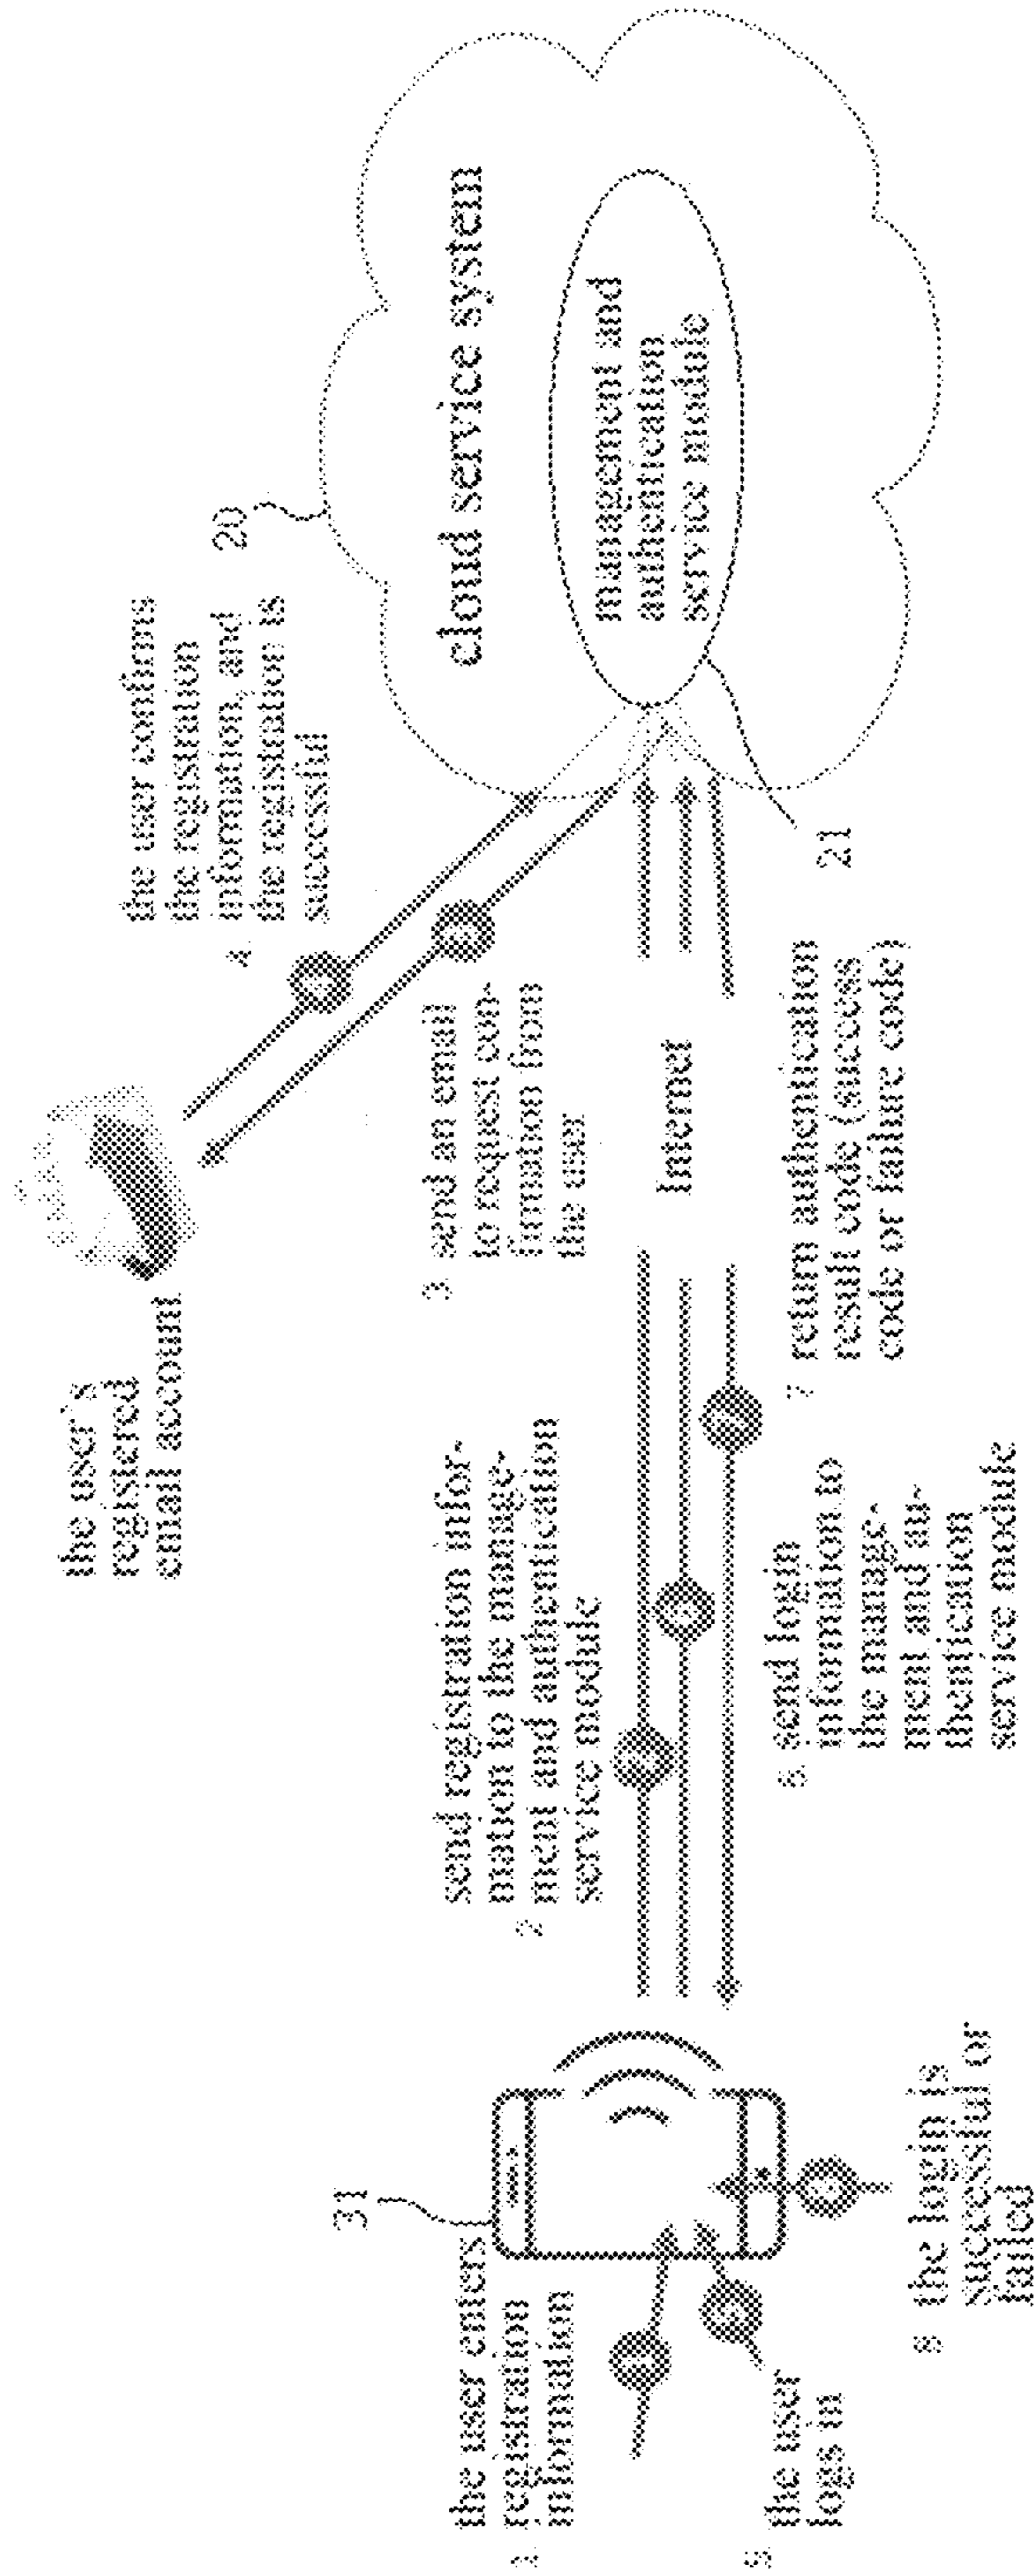 the user's
registered
email account
4
the user confirms
the registration
information, and
the registration is
successful
20
cloud service system
management and
authentication
service module
21
3
send an email
to request con-
firmation from
the user
Internet
2
send registration infor-
mation to the manage-
ment and authentication
service module
6
send login
information to
the manage-
ment and au-
thentication
service module
7
return authentication
result code (success
code or failure code)
31
1
the user enters
registration
information
5
the user
logs in
8
the login is
successful or
failed